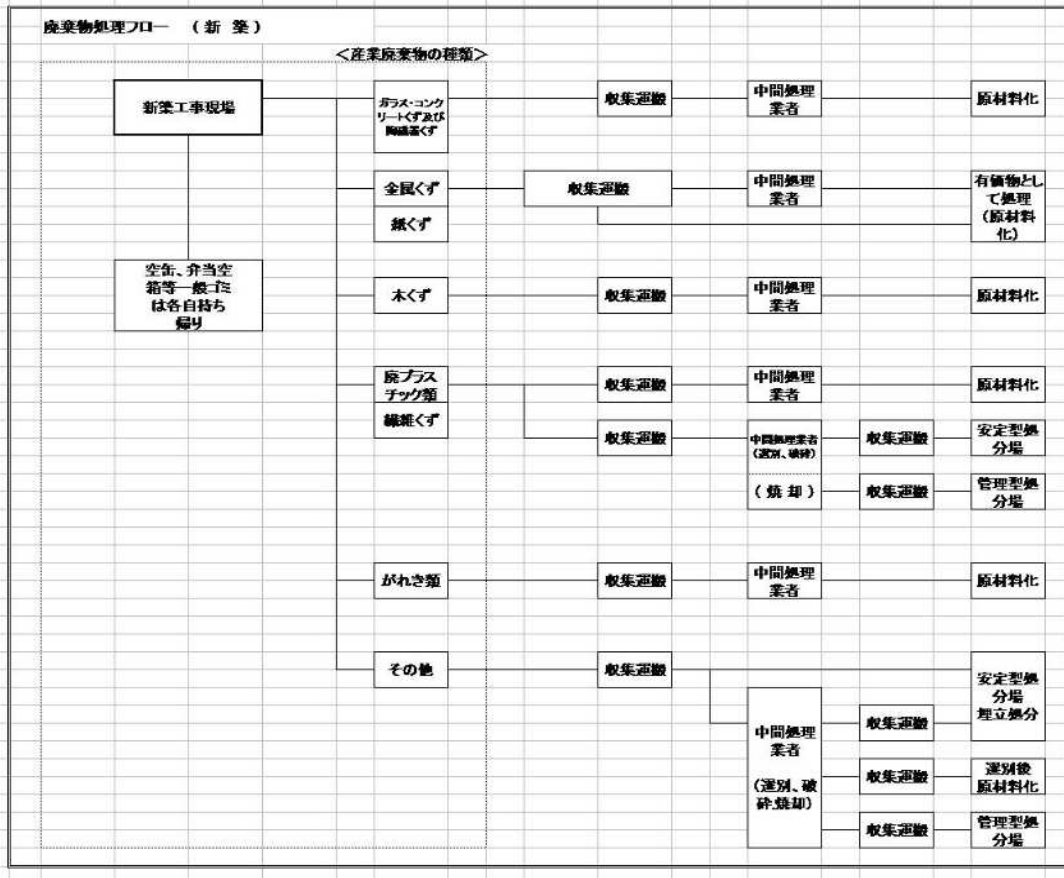 廃棄物処理フロー （新 築）
＜産業廃棄物の種類＞
新築工事現場
ガラス・コンク
リートくず及び
陶磁器くず
収集運搬
中間処理
業者
原材料化
金属くず
紙くず
収集運搬
中間処理
業者
有価物とし
て処理
（原材料
化）
空缶、弁当空
箱等一般ゴミ
は各自持ち
帰り
木くず
収集運搬
中間処理
業者
原材料化
廃プラス
チック類
繊維くず
収集運搬
中間処理
業者
原材料化
収集運搬
中間処理業者
（選別、破砕）
収集運搬
安定型処
分場
（焼 却）
収集運搬
管理型処
分場
がれき類
収集運搬
中間処理
業者
原材料化
その他
収集運搬
安定型処
分場
埋立処分
中間処理
業者
（選別、破
砕、焼却）
収集運搬
収集運搬
選別後
原材料化
収集運搬
管理型処
分場